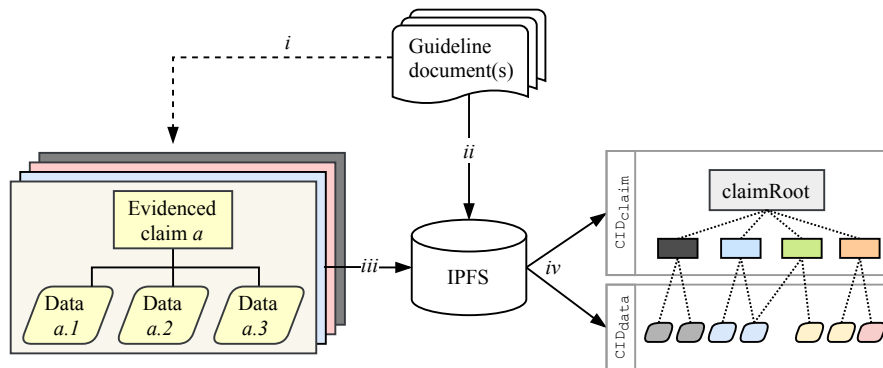 Guideline
document(s)
i
ii
Evidenced
claim a
Data
a.1
Data
a.2
Data
a.3
iii
IPFS
iv
CIDclaim
claimRoot
CIDdata